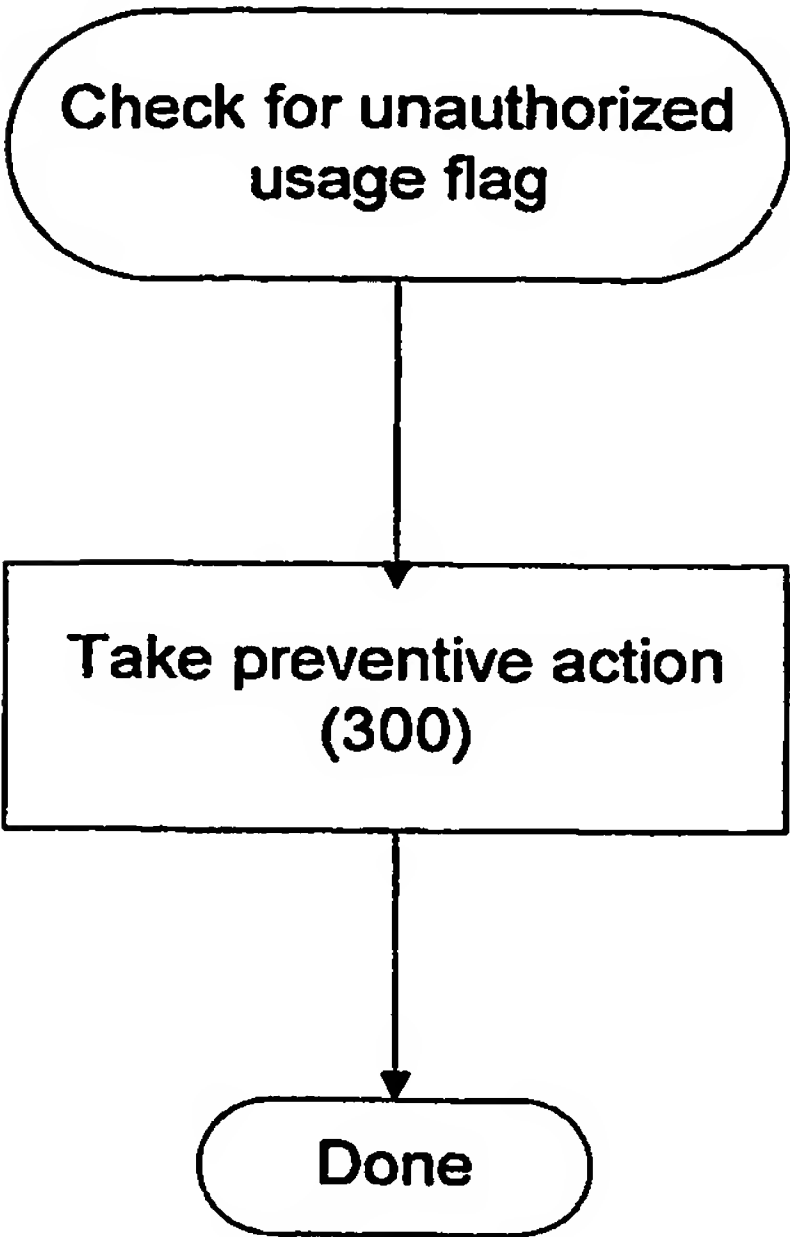 Check for unauthorized
usage flag
Take preventive action
(300)
Done